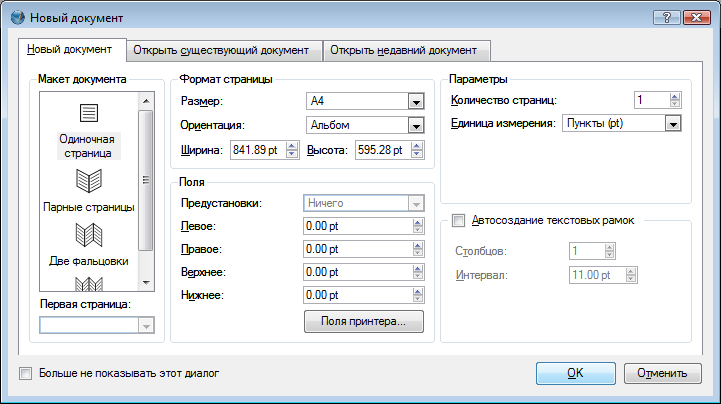 Новый документ
Новый документ
Открыть существующий документ
Открыть недавний документ
Макет документа
Одиночная
страница
Парные страницы
Две фальцовки
Первая страница:
Формат страницы
Размер: A4
Ориентация: Альбом
Ширина: 841.89 pt Высота: 595.28 pt
Поля
Предустановки: Ничего
Левое: 0.00 pt
Правое: 0.00 pt
Верхнее: 0.00 pt
Нижнее: 0.00 pt
Поля принтера...
Параметры
Количество страниц: 1
Единица измерения: Пункты (pt)
Автосоздание текстовых рамок
Столбцов: 1
Интервал: 11.00 pt
Больше не показывать этот диалог
OK
Отменить